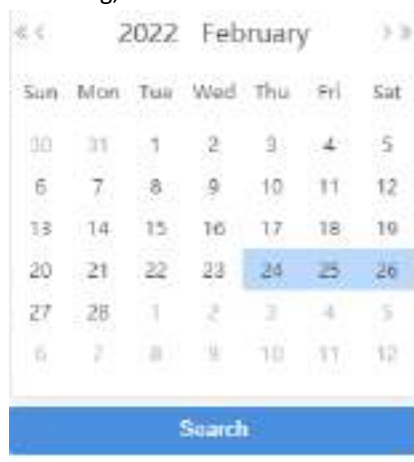 « < 2022 February > »
Sun Mon Tue Wed Thu Fri Sat
30 31 1 2 3 4 5
6 7 8 9 10 11 12
13 14 15 16 17 18 19
20 21 22 23 24 25 26
27 28 1 2 3 4 5
6 7 8 9 10 11 12
Search